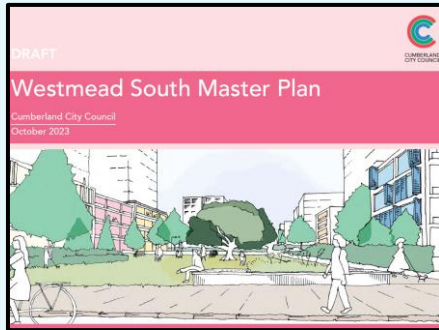 DRAFT
CUMBERLAND
CITY COUNCIL
Westmead South Master Plan
Cumberland City Council
October 2023